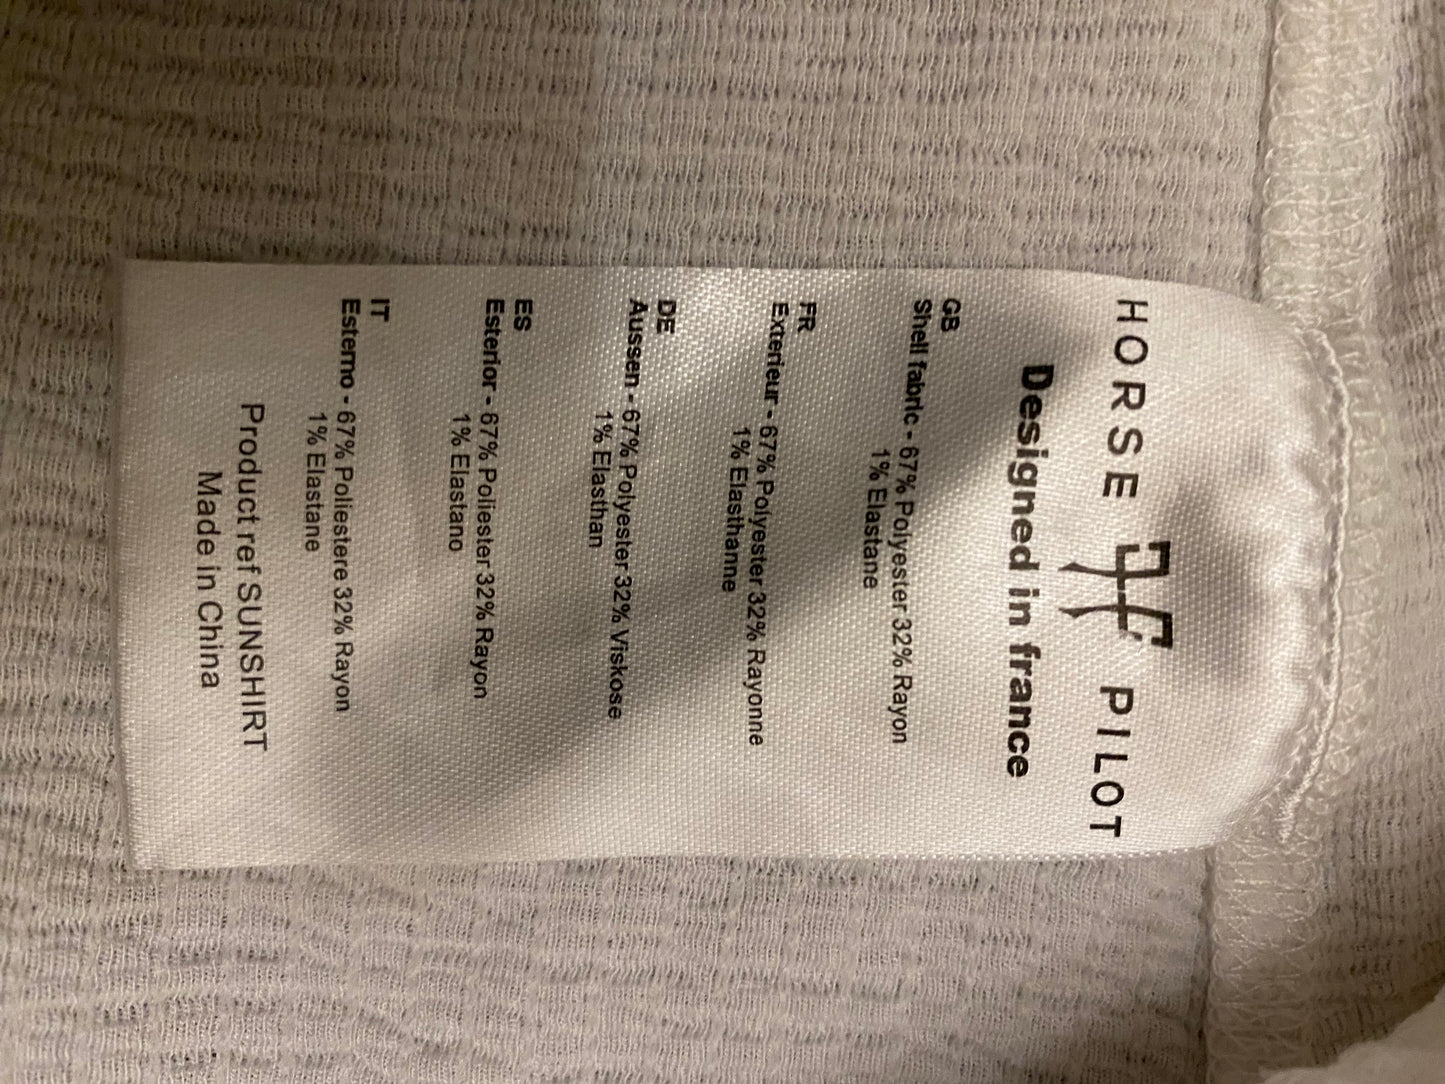 HORSE PILOT
Designed in france
GB
Shell fabric - 67% Polyester 32% Rayon
1% Elastane
FR
Exterieur - 67% Polyester 32% Rayonne
1% Elasthanne
DE
Aussen - 67% Polyester 32% Viskose
1% Elasthan
ES
Esterior - 67% Poliester 32% Rayon
1% Elastano
IT
Esterno - 67% Poliestere 32% Rayon
1% Elastane
Product ref SUNSHIRT
Made in China